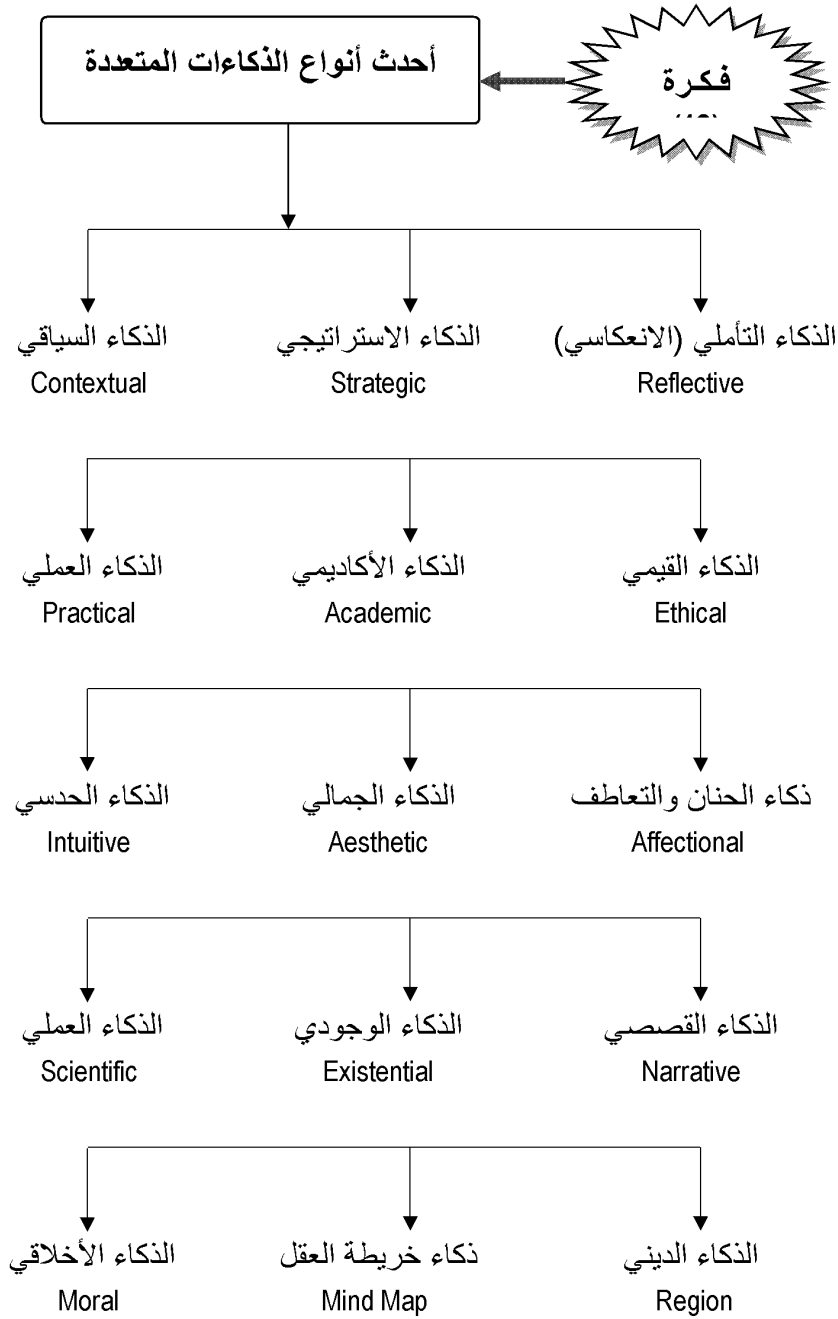 أحدث أنواع الذكاءات المتعددة
فكرة
الذكاء التأملي (الانعكاسي)
Reflective
الذكاء الاستراتيجي
Strategic
الذكاء السياقي
Contextual
الذكاء القيمي
Ethical
الذكاء الأكاديمي
Academic
الذكاء العملي
Practical
ذكاء الحنان والتعاطف
Affectional
الذكاء الجمالي
Aesthetic
الذكاء الحدسي
Intuitive
الذكاء القصصي
Narrative
الذكاء الوجودي
Existential
الذكاء العملي
Scientific
الذكاء الديني
Region
ذكاء خريطة العقل
Mind Map
الذكاء الأخلاقي
Moral